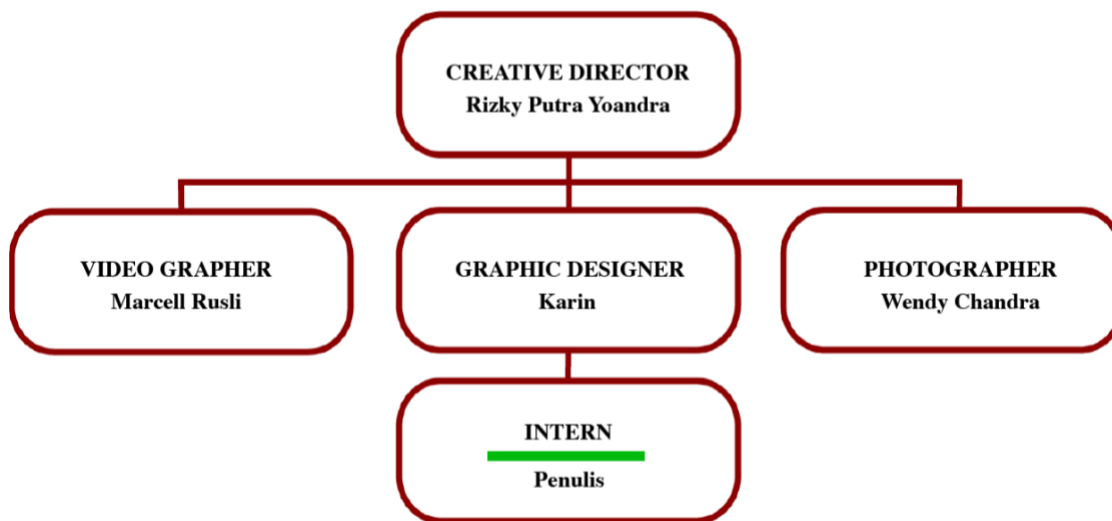 CREATIVE DIRECTOR
Rizky Putra Yoandra
VIDEO GRAPHER
Marcell Rusli
GRAPHIC DESIGNER
Karin
PHOTOGRAPHER
Wendy Chandra
INTERN
Penulis